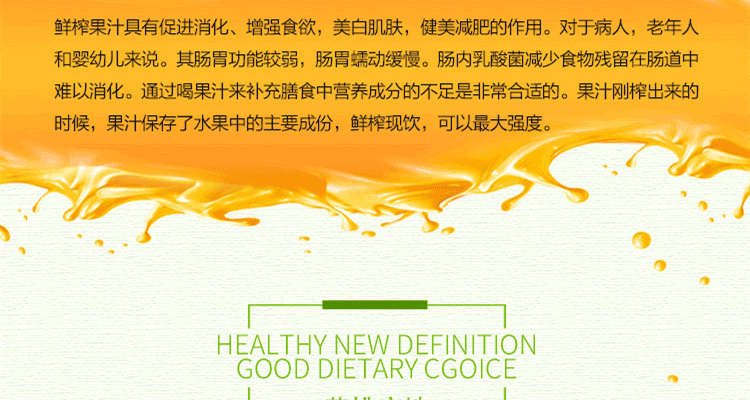 鲜榨果汁具有促进消化、增强食欲，美白肌肤，健美减肥的作用。对于病人，老年人
和婴幼儿来说。其肠胃功能较弱，肠胃蠕动缓慢。肠内乳酸菌减少食物残留在肠道中
难以消化。通过喝果汁来补充膳食中营养成分的不足是非常合适的。果汁刚榨出来的
时候，果汁保存了水果中的主要成份，鲜榨现饮，可以最大强度。
HEALTHY NEW DEFINITION
GOOD DIETARY CGOICE